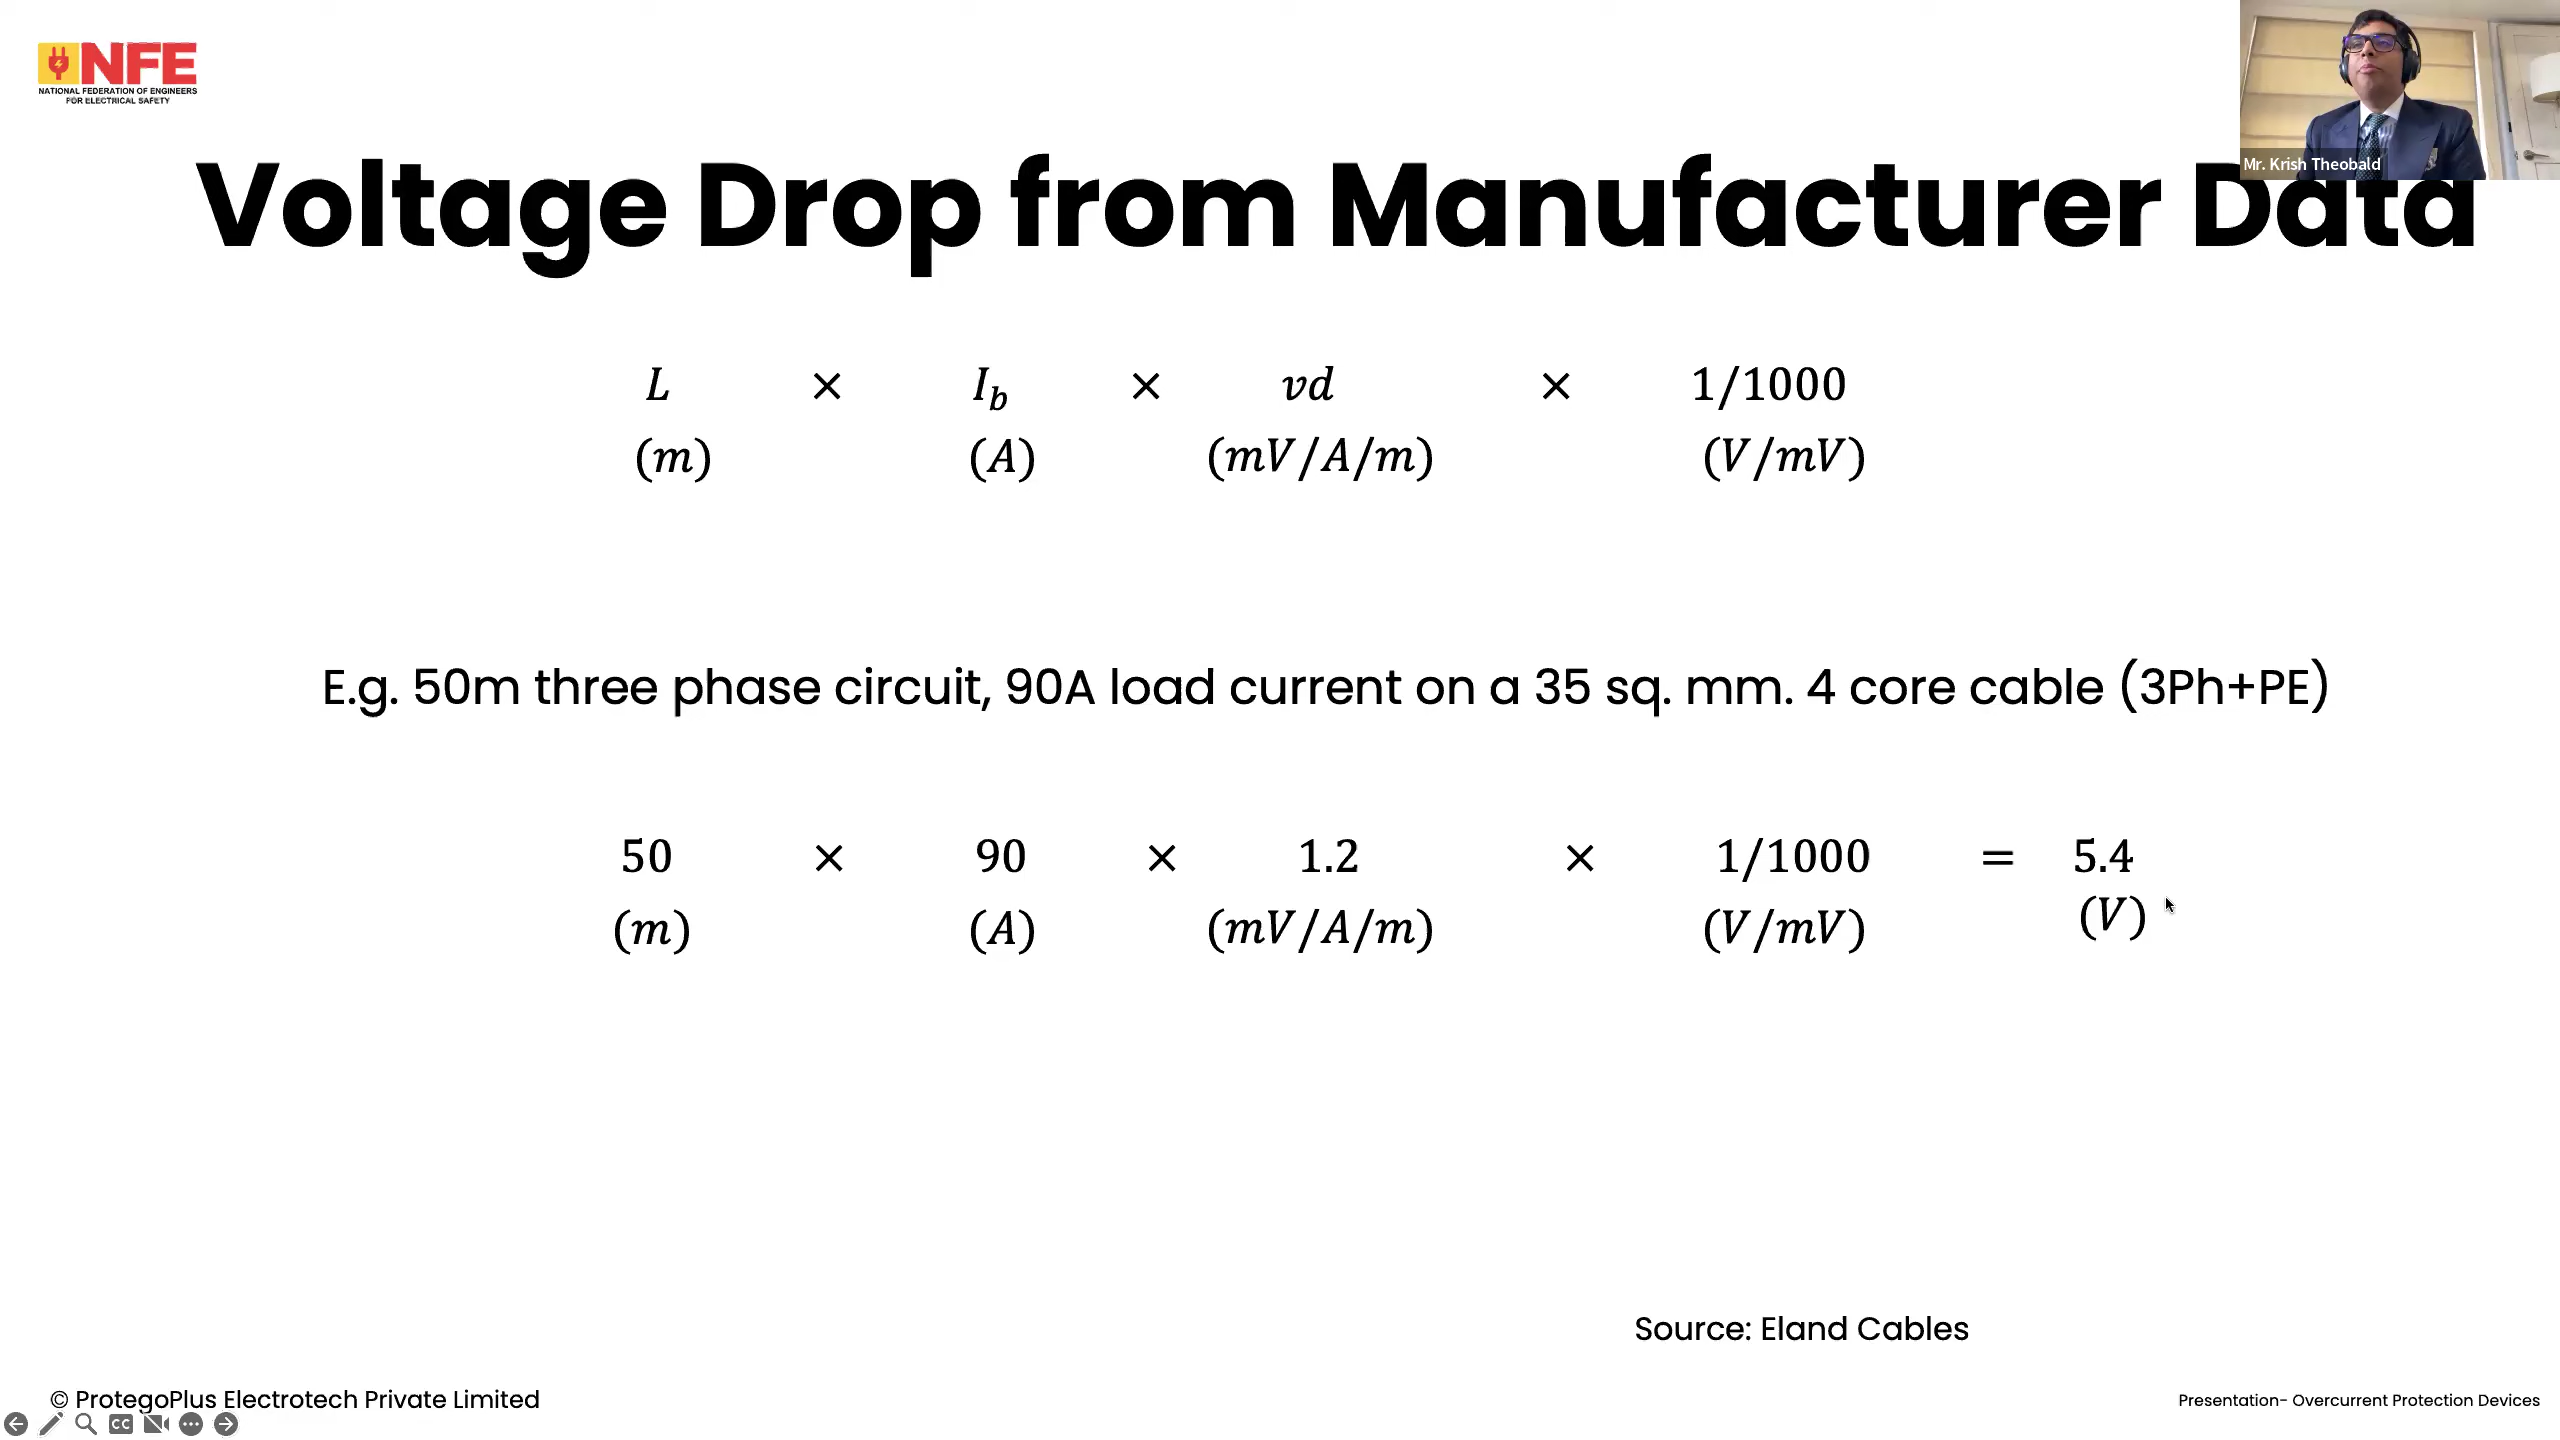 NFE
NATIONAL FEDERATION OF ENGINEERS
FOR ELECTRICAL SAFETY
Mr. Krish Theobald
Voltage Drop from Manufacturer Data
L × I_b × vd × 1/1000
(m) (A) (mV/A/m) (V/mV)
E.g. 50m three phase circuit, 90A load current on a 35 sq. mm. 4 core cable (3Ph+PE)
50 × 90 × 1.2 × 1/1000 = 5.4
(m) (A) (mV/A/m) (V/mV) (V)
Source: Eland Cables
© ProtegoPlus Electrotech Private Limited
Presentation- Overcurrent Protection Devices
CC